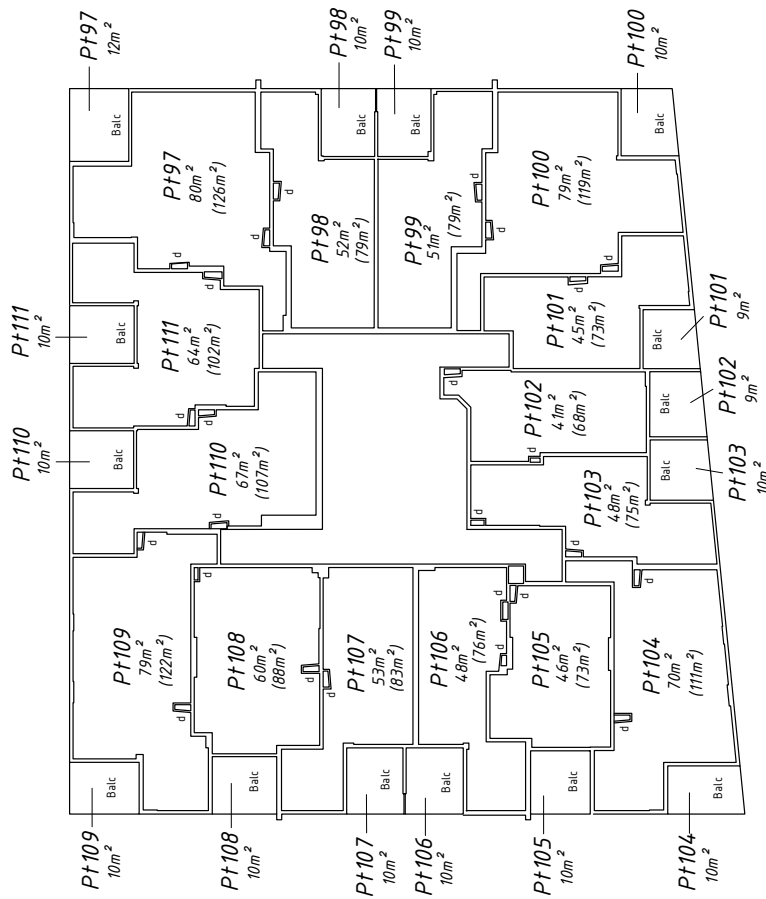 Pt97
12m²
Pt98
10m²
Pt99
10m²
Pt100
10m²
Balc
Balc
Balc
Balc
Pt97
80m²
(126m²)
Pt98
52m²
(79m²)
Pt99
51m²
(79m²)
Pt100
79m²
(119m²)
d
d
d
d
d
d
d
d
Pt111
10m²
Balc
Pt111
64m²
(102m²)
Pt101
45m²
(73m²)
Balc
Pt101
9m²
d
d
d
Pt110
10m²
Balc
Pt110
67m²
(107m²)
Pt102
41m²
(68m²)
Balc
Pt102
9m²
d
d
Pt103
48m²
(75m²)
Balc
Pt103
10m²
d
d
d
Pt109
79m²
(122m²)
Pt108
60m²
(88m²)
Pt107
53m²
(83m²)
Pt106
48m²
(76m²)
Pt105
46m²
(73m²)
Pt104
70m²
(111m²)
d
d
d
d
d
d
d
d
d
Balc
Balc
Balc
Balc
Balc
Balc
Pt109
10m²
Pt108
10m²
Pt107
10m²
Pt106
10m²
Pt105
10m²
Pt104
10m²